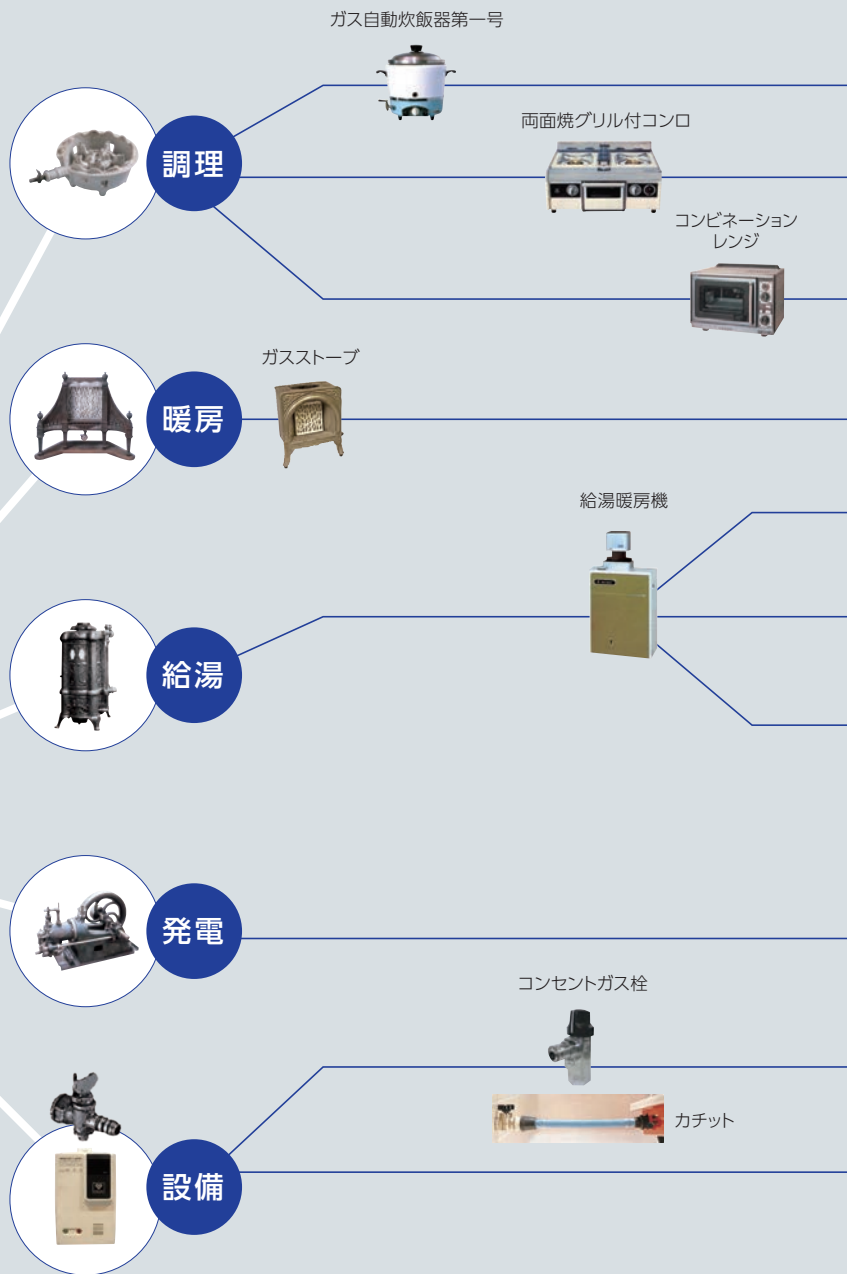 ガス自動炊飯器第一号
調理
両面焼グリル付コンロ
コンビネーション
レンジ
暖房
ガスストーブ
給湯
給湯暖房機
発電
コンセントガス栓
カチット
設備